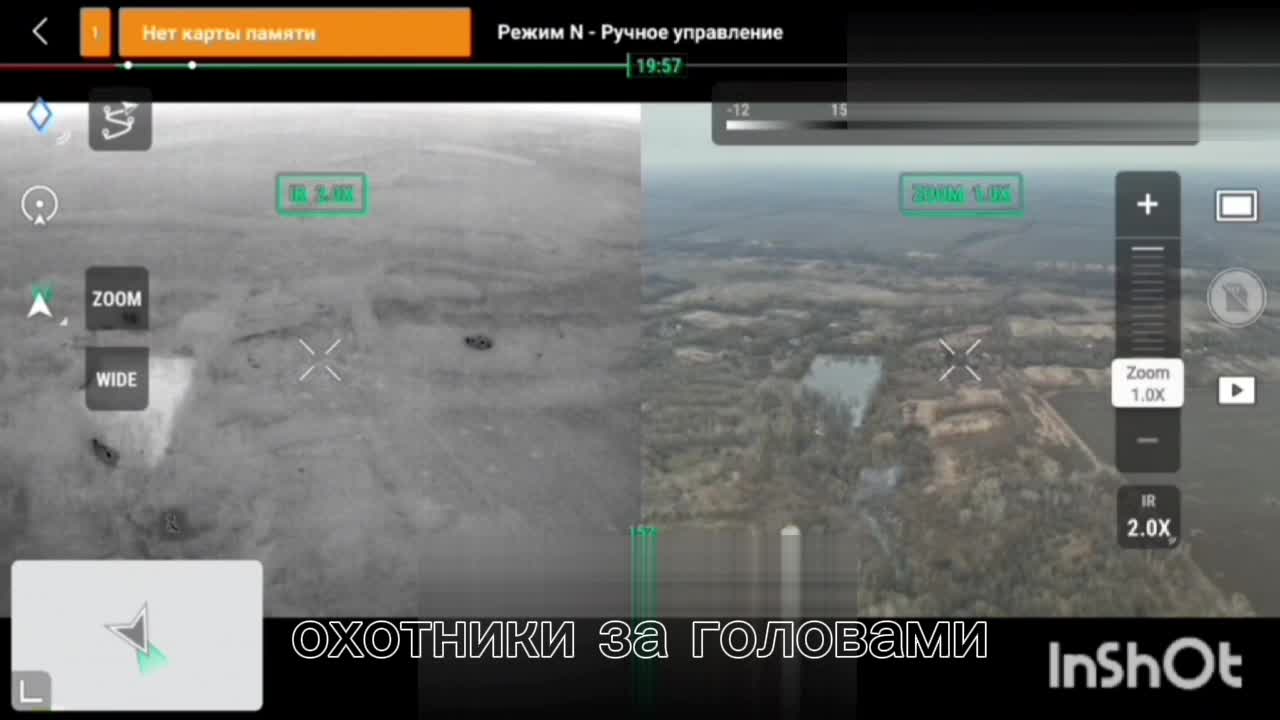 1
Нет карты памяти
Режим N - Ручное управление
19:57
-12
15
IR 2.0X
ZOOM 1.0X
ZOOM
WIDE
Zoom
1.0X
IR
2.0X
охотники за головами
InShOt